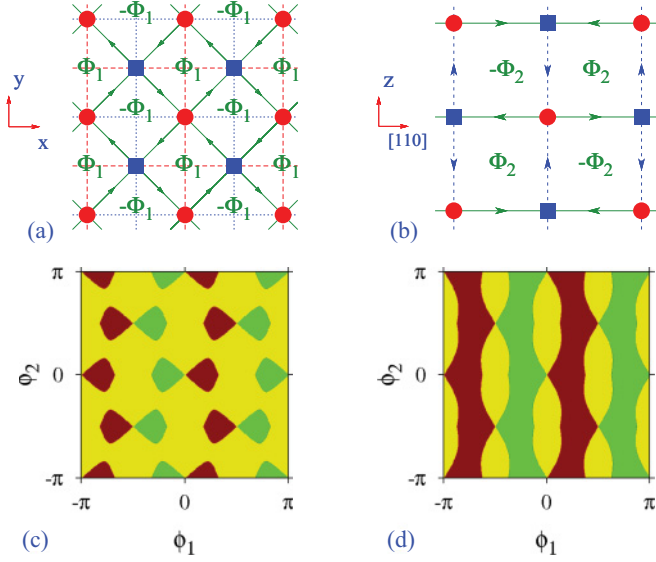 -Φ1 -Φ1
y Φ1 Φ1 Φ1
-Φ1 -Φ1
x
Φ1 Φ1 Φ1
-Φ1 -Φ1
(a)
z -Φ2 Φ2
[110]
Φ2 -Φ2
(b)
π
ϕ2 0
-π
-π 0 π
(c) ϕ1
π
ϕ2 0
-π
-π 0 π
(d) ϕ1